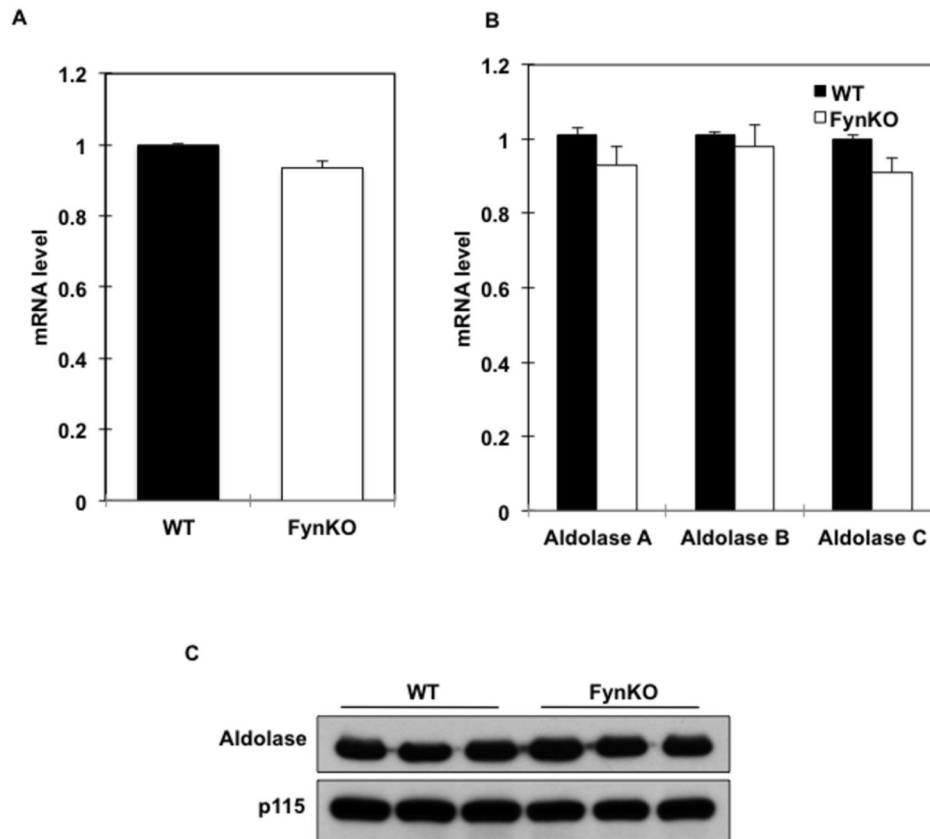 A
mRNA level
1.2
1
0.8
0.6
0.4
0.2
0
WT
FynKO
B
mRNA level
1.2
1
0.8
0.6
0.4
0.2
0
WT
FynKO
Aldolase A
Aldolase B
Aldolase C
C
WT
FynKO
Aldolase
p115